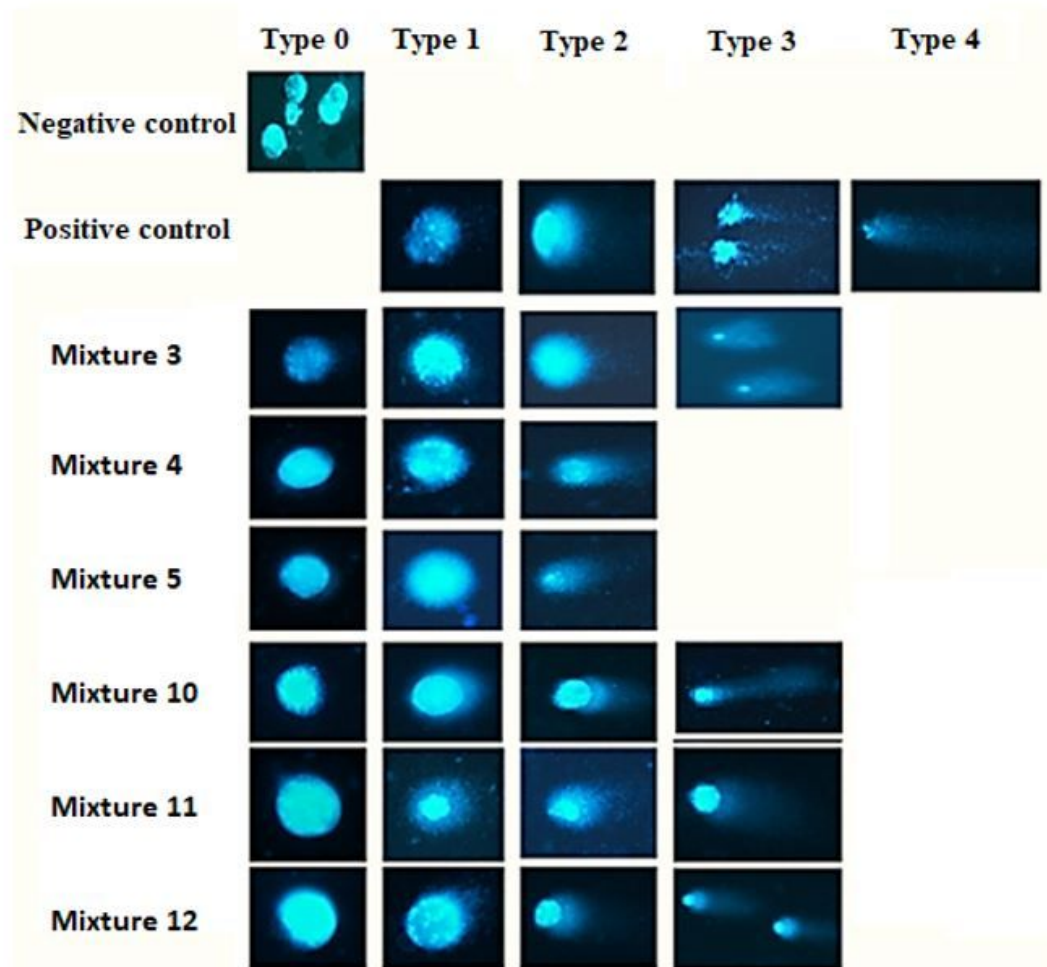 Type 0 Type 1 Type 2 Type 3 Type 4
Negative control
Positive control
Mixture 3
Mixture 4
Mixture 5
Mixture 10
Mixture 11
Mixture 12